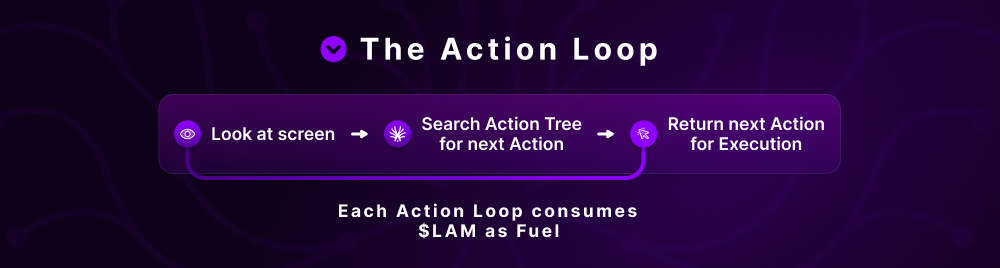 The Action Loop
Look at screen
Search Action Tree
for next Action
Return next Action
for Execution
Each Action Loop consumes
$LAM as Fuel